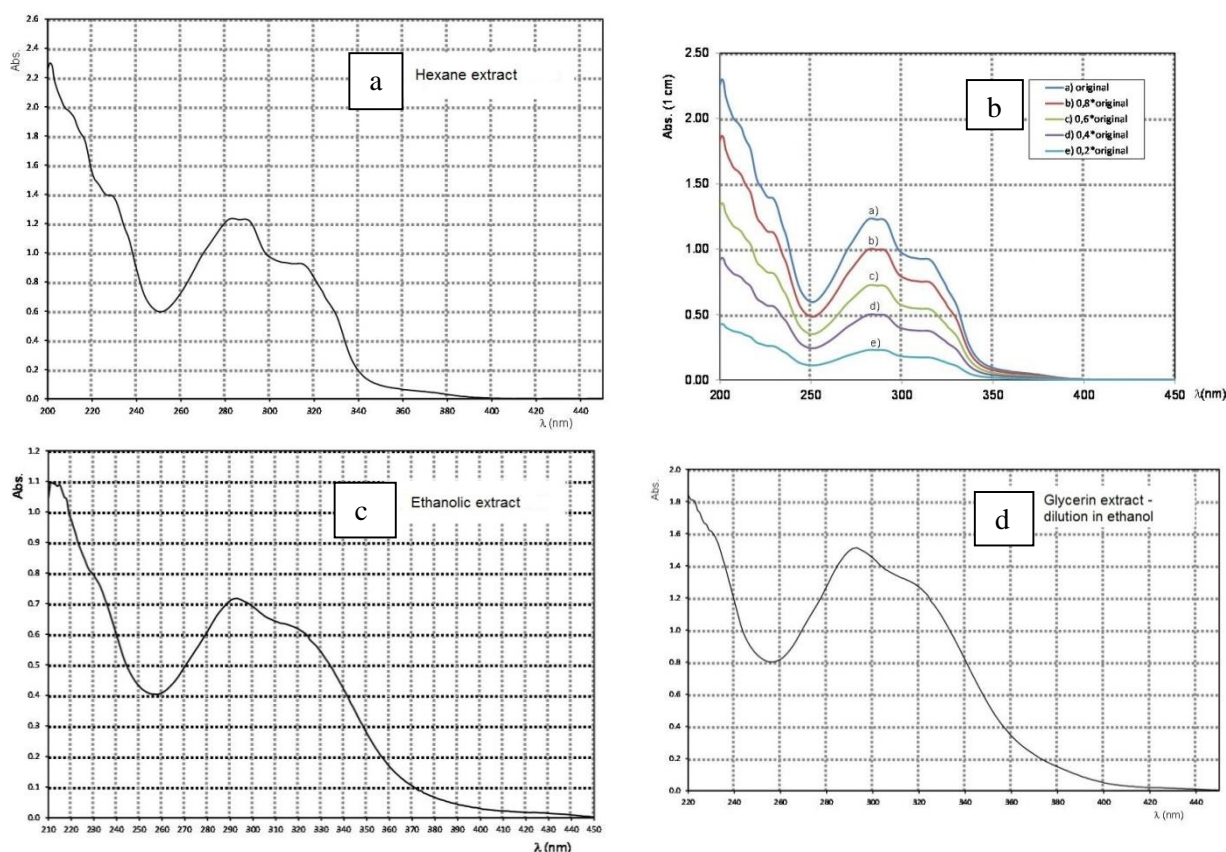 Abs.
2.6
2.4
2.2
2.0
1.8
1.6
1.4
1.2
1.0
0.8
0.6
0.4
0.2
0.0
a
Hexane extract
200 220 240 260 280 300 320 340 360 380 400 420 440
λ (nm)
Abs. (1 cm)
2.50
2.00
1.50
1.00
0.50
0.00
b
a) original
b) 0,8*original
c) 0,6*original
d) 0,4*original
e) 0,2*original
a)
b)
c)
d)
e)
200 250 300 350 400 450 λ(nm)
Abs.
1.2
1.1
1.0
0.9
0.8
0.7
0.6
0.5
0.4
0.3
0.2
0.1
0.0
c
Ethanolic extract
210 220 230 240 250 260 270 280 290 300 310 320 330 340 350 360 370 380 390 400 410 420 430 440 450
λ (nm)
Abs.
2.0
1.8
1.6
1.4
1.2
1.0
0.8
0.6
0.4
0.2
0.0
d
Glycerin extract -
dilution in ethanol
220 240 260 280 300 320 340 360 380 400 420 440
λ (nm)